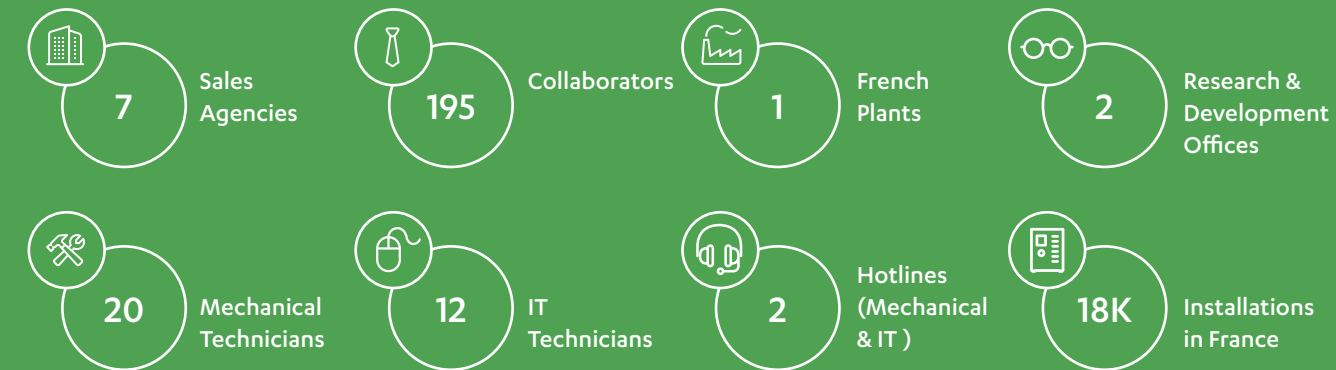 7
Sales
Agencies
195
Collaborators
1
French
Plants
2
Research &
Development
Offices
20
Mechanical
Technicians
12
IT
Technicians
2
Hotlines
(Mechanical
& IT )
18K
Installations
in France